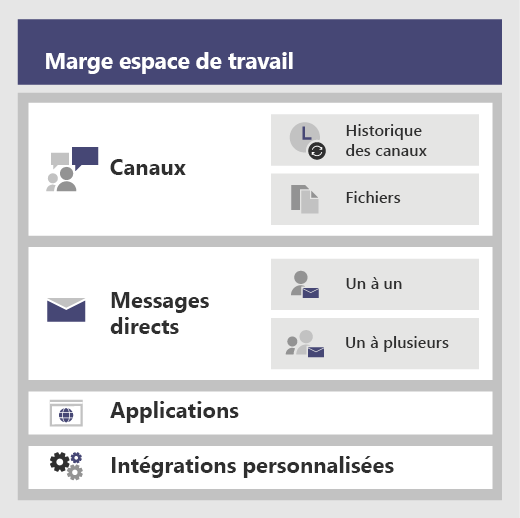 Marge espace de travail
Canaux
Historique
des canaux
Fichiers
Messages
directs
Un à un
Un à plusieurs
Applications
Intégrations personnalisées